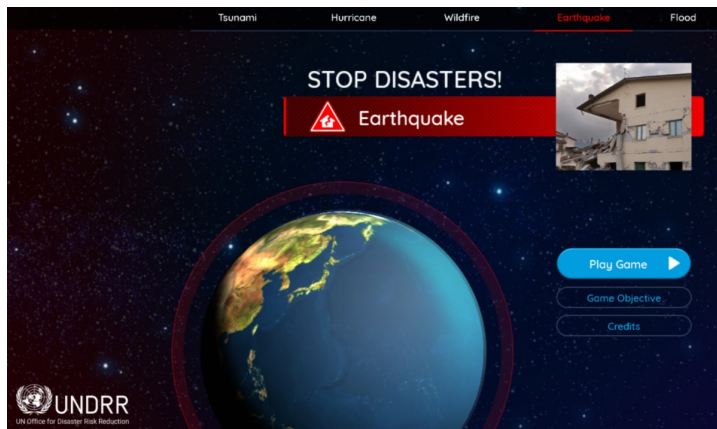 Tsunami
Hurricane
Wildfire
Earthquake
Flood
STOP DISASTERS!
Earthquake
Play Game
Game Objective
Credits
UNDRR
UN Office for Disaster Risk Reduction